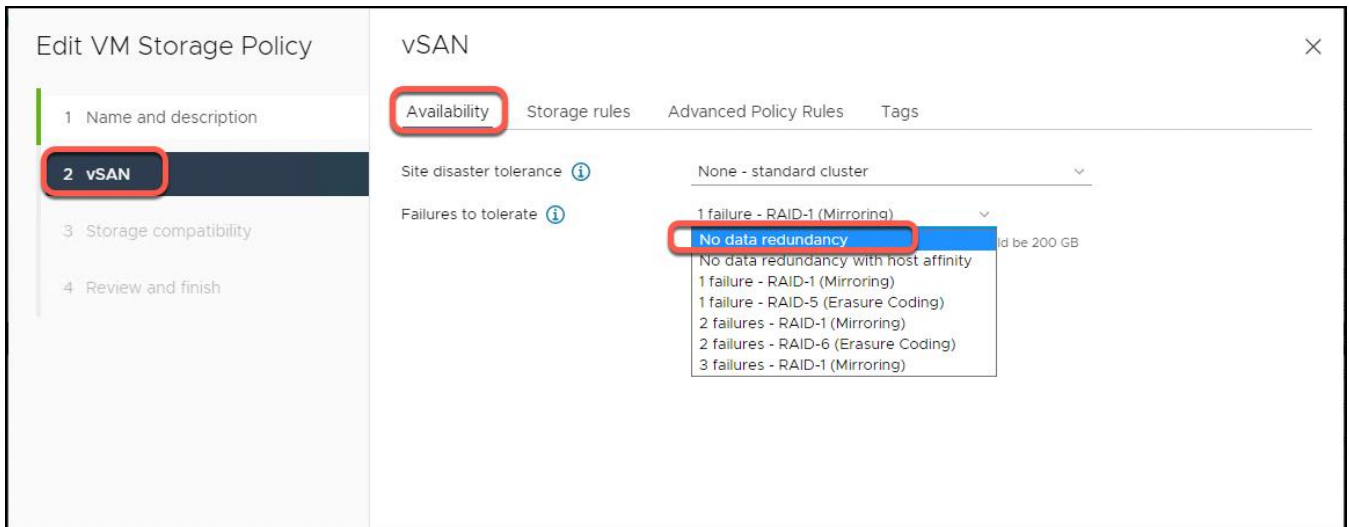 Edit VM Storage Policy
1 Name and description
2 vSAN
3 Storage compatibility
4 Review and finish
vSAN
Availability Storage rules Advanced Policy Rules Tags
Site disaster tolerance None - standard cluster
Failures to tolerate 1 failure - RAID-1 (Mirroring)
No data redundancy
be 200 GB
No data redundancy with host affinity
1 failure - RAID-1 (Mirroring)
1 failure - RAID-5 (Erasure Coding)
2 failures - RAID-1 (Mirroring)
2 failures - RAID-6 (Erasure Coding)
3 failures - RAID-1 (Mirroring)